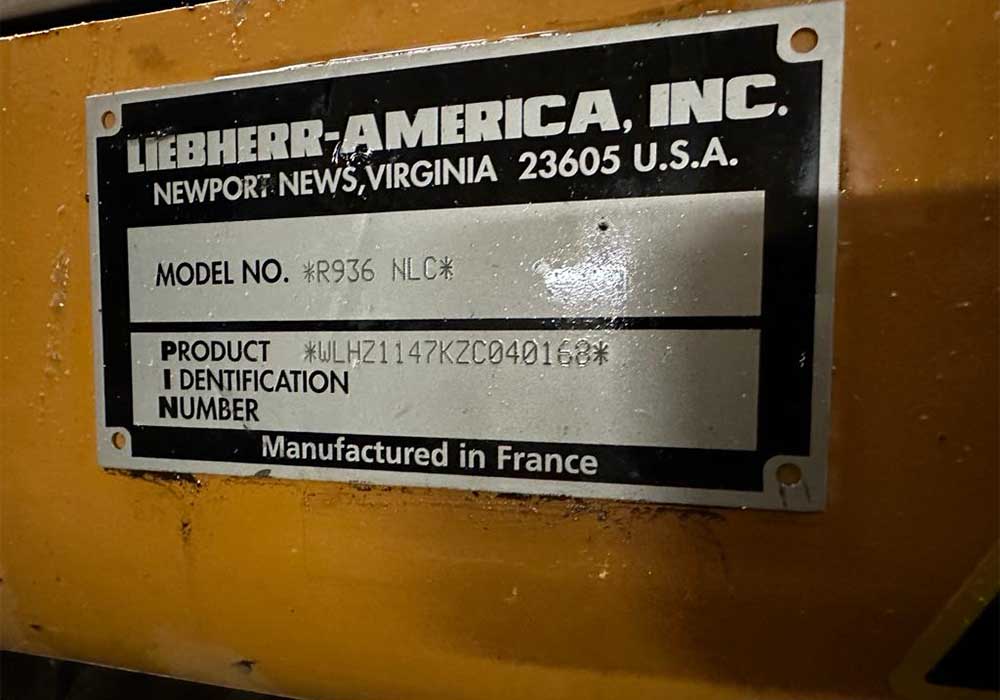 LIEBHERR-AMERICA, INC.
NEWPORT NEWS,VIRGINIA 23605 U.S.A.
MODEL NO. *R936 NLC*
PRODUCT *WLHZ1147KZC040168*
IDENTIFICATION
NUMBER
Manufactured in France